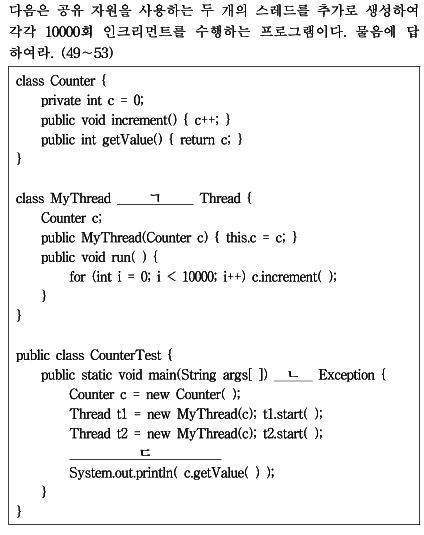 다음은 공유 자원을 사용하는 두 개의 스레드를 추가로 생성하여
각각 10000회 인크리먼트를 수행하는 프로그램이다. 물음에 답
하여라. (49~53)
class Counter {
private int c = 0;
public void increment() { c++; }
public int getValue() { return c; }
}
class MyThread ㄱ Thread {
Counter c;
public MyThread(Counter c) { this.c = c; }
public void run( ) {
for (int i = 0; i < 10000; i++) c.increment( );
}
}
public class CounterTest {
public static void main(String args[ ]) ㄴ Exception {
Counter c = new Counter( );
Thread t1 = new MyThread(c); t1.start( );
Thread t2 = new MyThread(c); t2.start( );
ㄷ
System.out.println( c.getValue( ) );
}
}